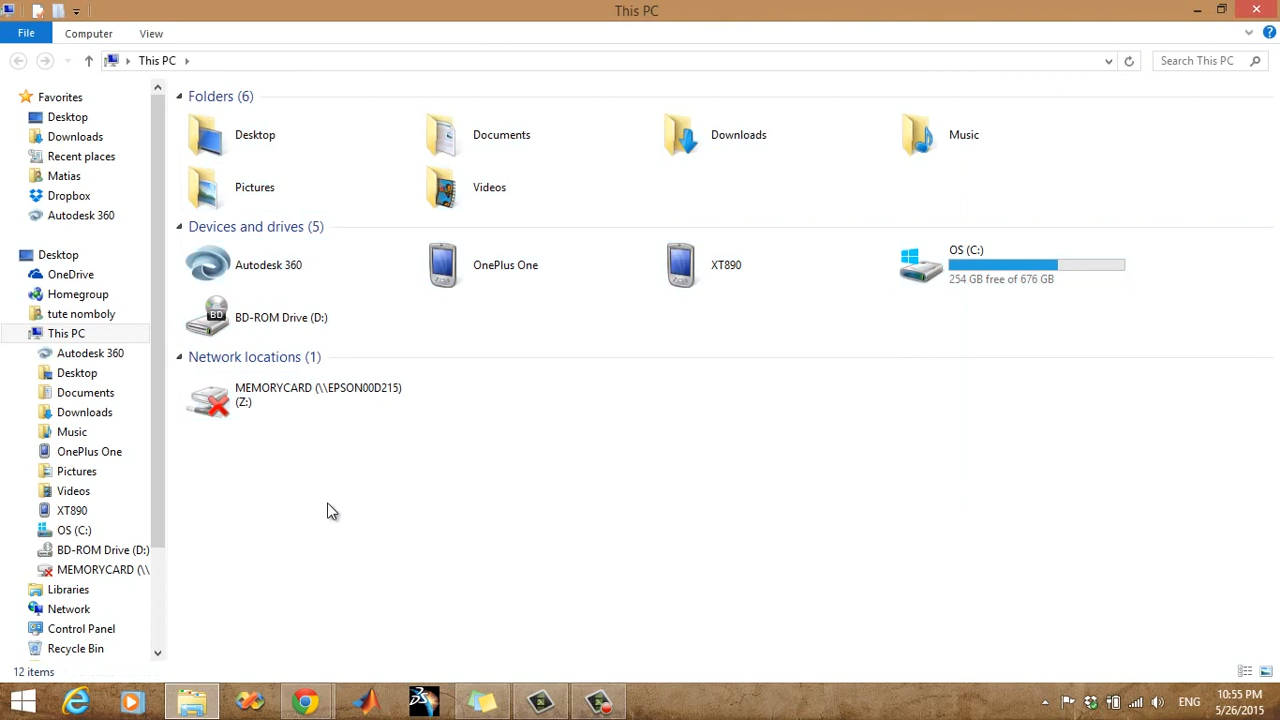 This PC
File
Computer
View
This PC
Search This PC
Favorites
Desktop
Downloads
Recent places
Matias
Dropbox
Autodesk 360
Desktop
OneDrive
Homegroup
tute nomboly
This PC
Autodesk 360
Desktop
Documents
Downloads
Music
OnePlus One
Pictures
Videos
XT890
OS (C:)
BD-ROM Drive (D:)
MEMORYCARD (\\
Libraries
Network
Control Panel
Recycle Bin
Folders (6)
Desktop
Documents
Downloads
Music
Pictures
Videos
Devices and drives (5)
Autodesk 360
OnePlus One
XT890
OS (C:)
254 GB free of 676 GB
BD
BD-ROM Drive (D:)
Network locations (1)
MEMORYCARD (\\EPSON00D215)
(Z:)
12 items
ENG
10:55 PM
5/26/2015